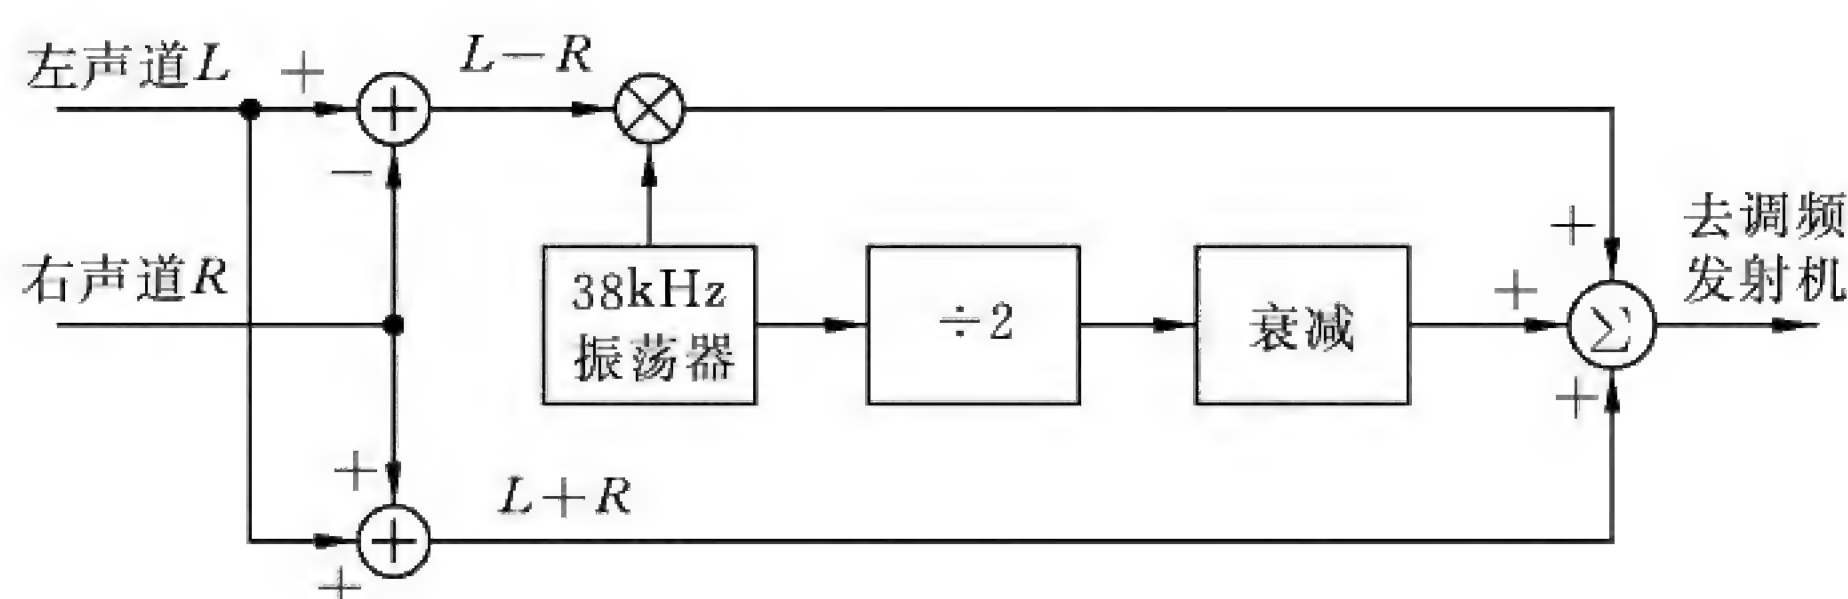 左声道L
+
L－R
－
右声道R
38kHz
振荡器
÷2
衰减
+
+
+
Σ
去调频
发射机
+
L+R
+